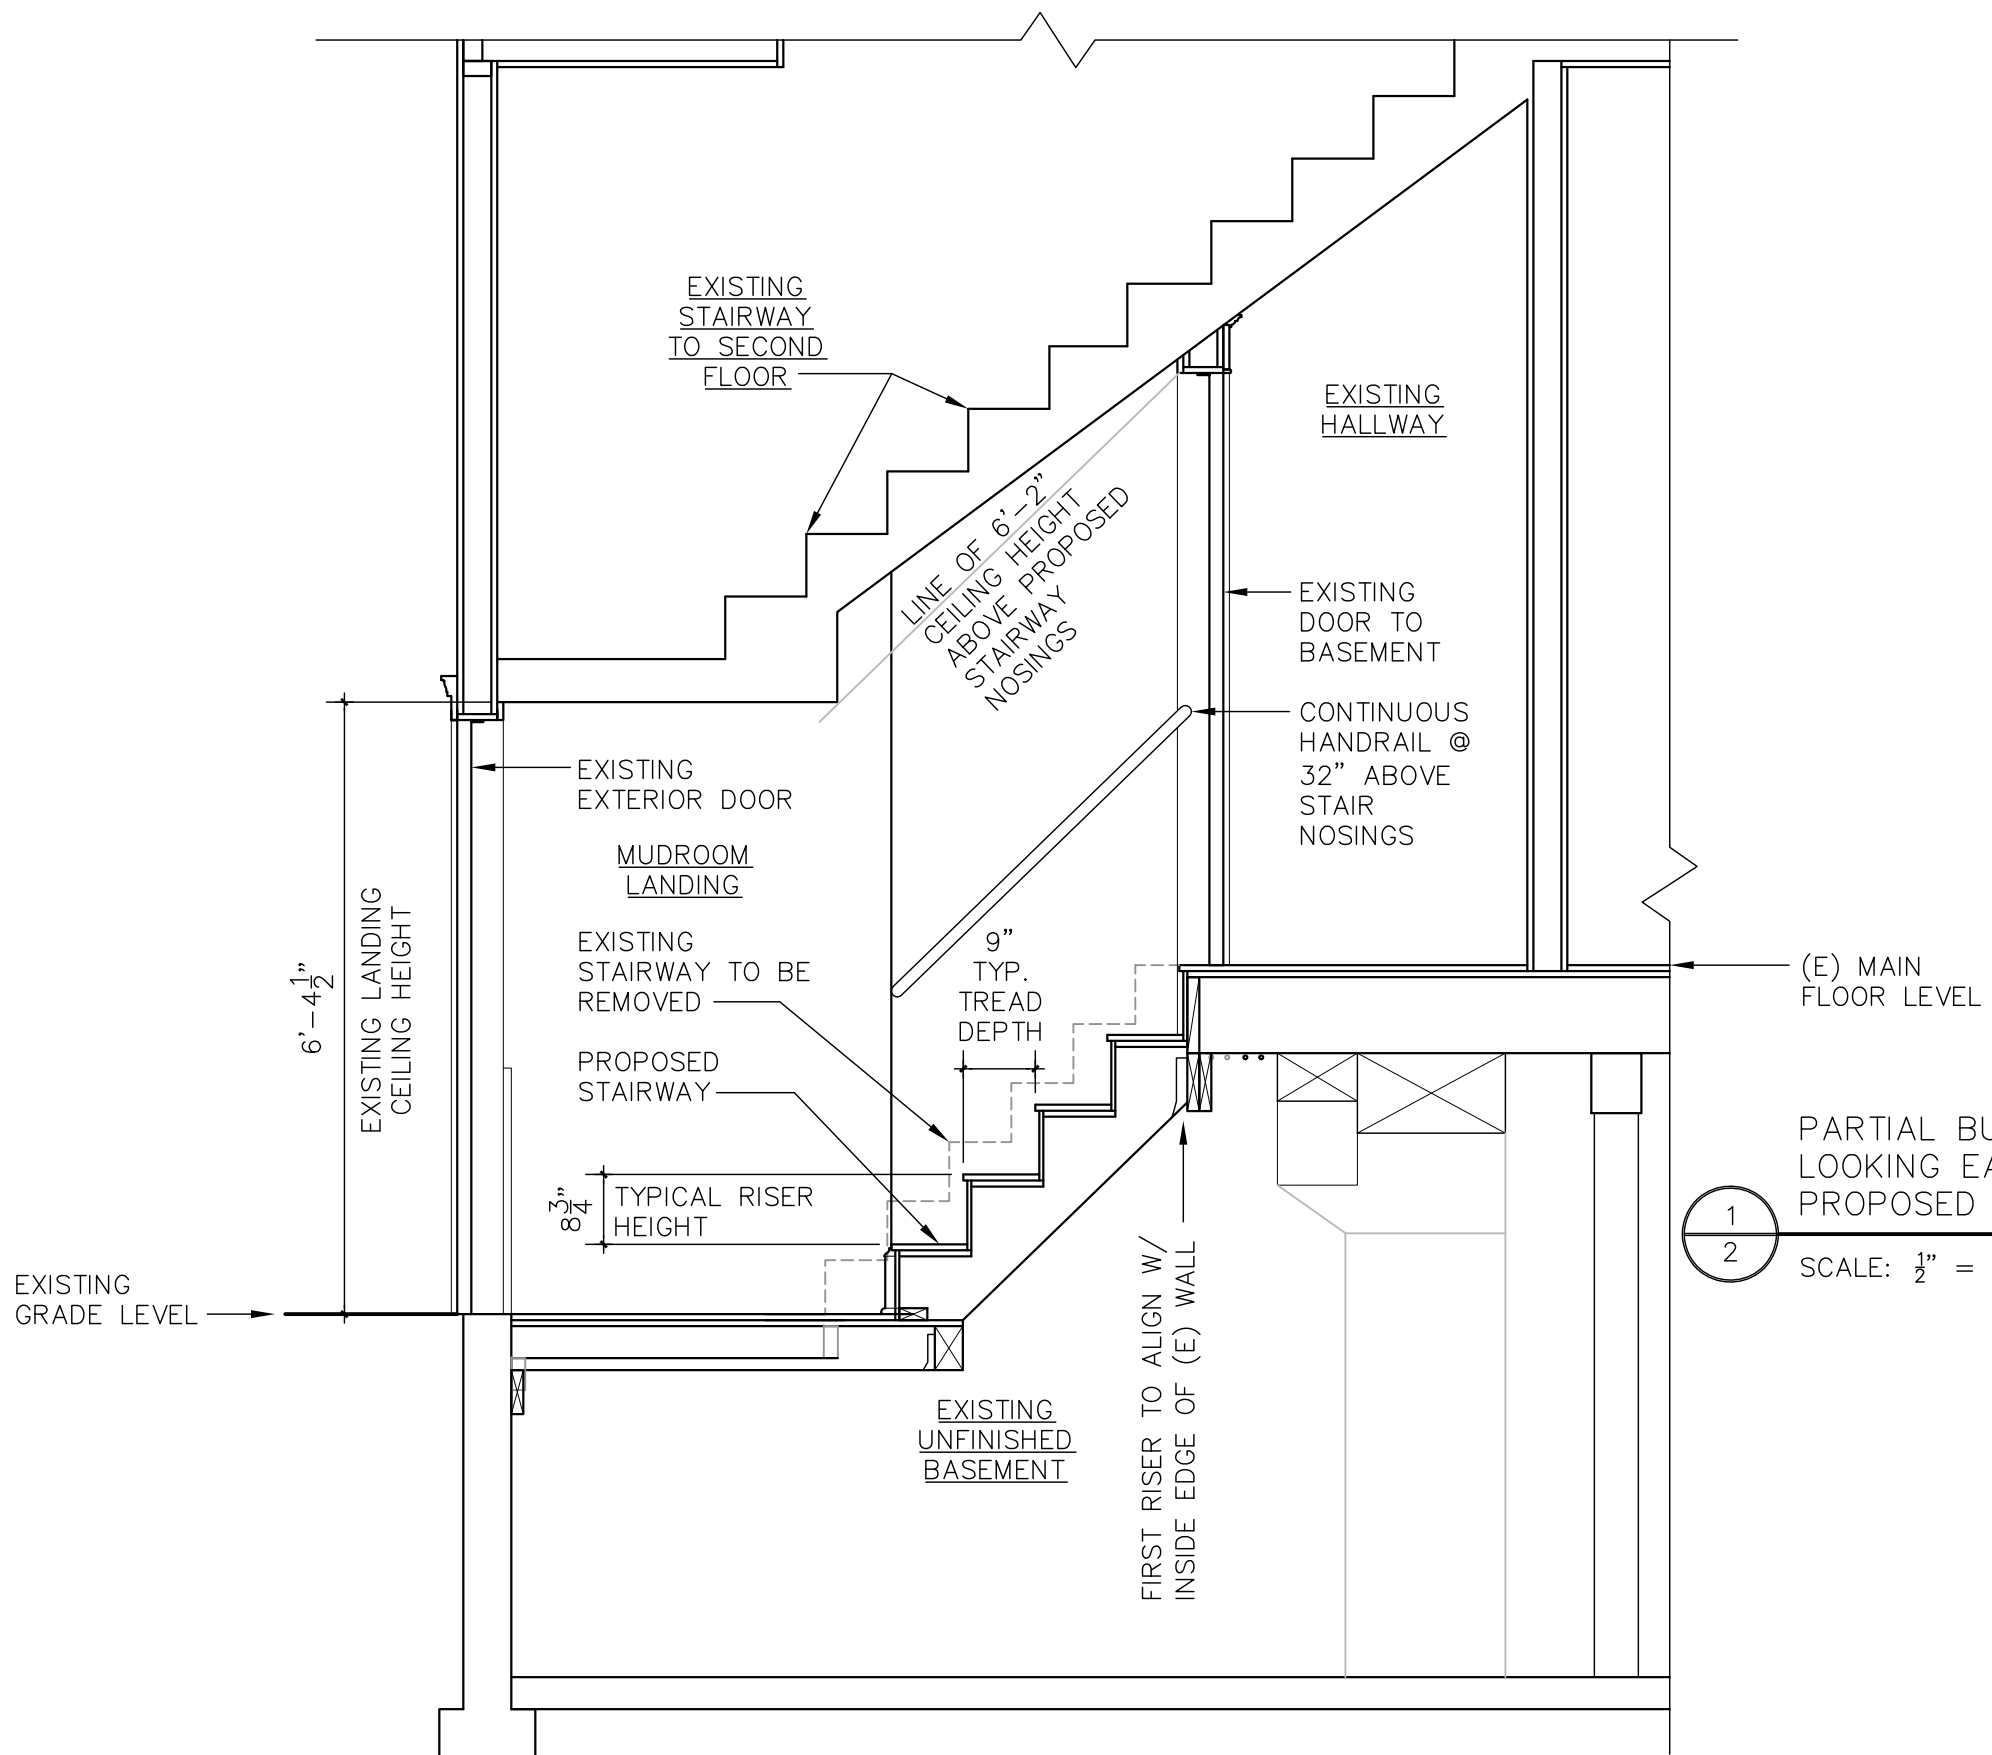 EXISTING
STAIRWAY
TO SECOND
FLOOR
EXISTING
HALLWAY
LINE OF 6'-2"
CEILING HEIGHT
ABOVE PROPOSED
STAIRWAY
NOSINGS
EXISTING
DOOR TO
BASEMENT
CONTINUOUS
HANDRAIL @
32" ABOVE
STAIR
NOSINGS
EXISTING
EXTERIOR DOOR
MUDROOM
LANDING
6'-4 1/2"
EXISTING LANDING
CEILING HEIGHT
EXISTING
STAIRWAY TO BE
REMOVED
9"
TYP.
TREAD
DEPTH
PROPOSED
STAIRWAY
(E) MAIN
FLOOR LEVEL
8 3/4"
TYPICAL RISER
HEIGHT
EXISTING
GRADE LEVEL
FIRST RISER TO ALIGN W/
INSIDE EDGE OF (E) WALL
EXISTING
UNFINISHED
BASEMENT
1
2
PARTIAL BU
LOOKING EA
PROPOSED
SCALE: 1/2" =